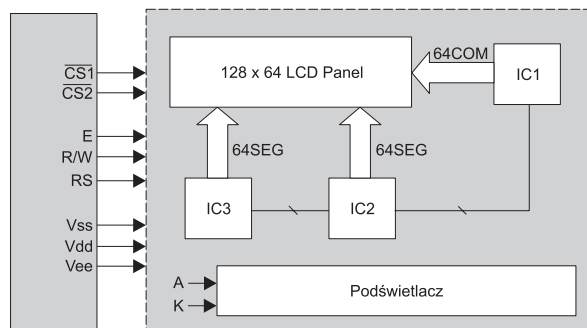 CS1
CS2
E
R/W
RS
Vss
Vdd
Vee
128 x 64 LCD Panel
64COM
IC1
64SEG
64SEG
IC3
IC2
A
K
Podświetlacz